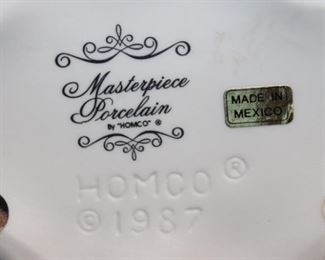 Masterpiece
Porcelain
By "HOMCO" ®
MADE IN
MEXICO
HOMCO®
©1987